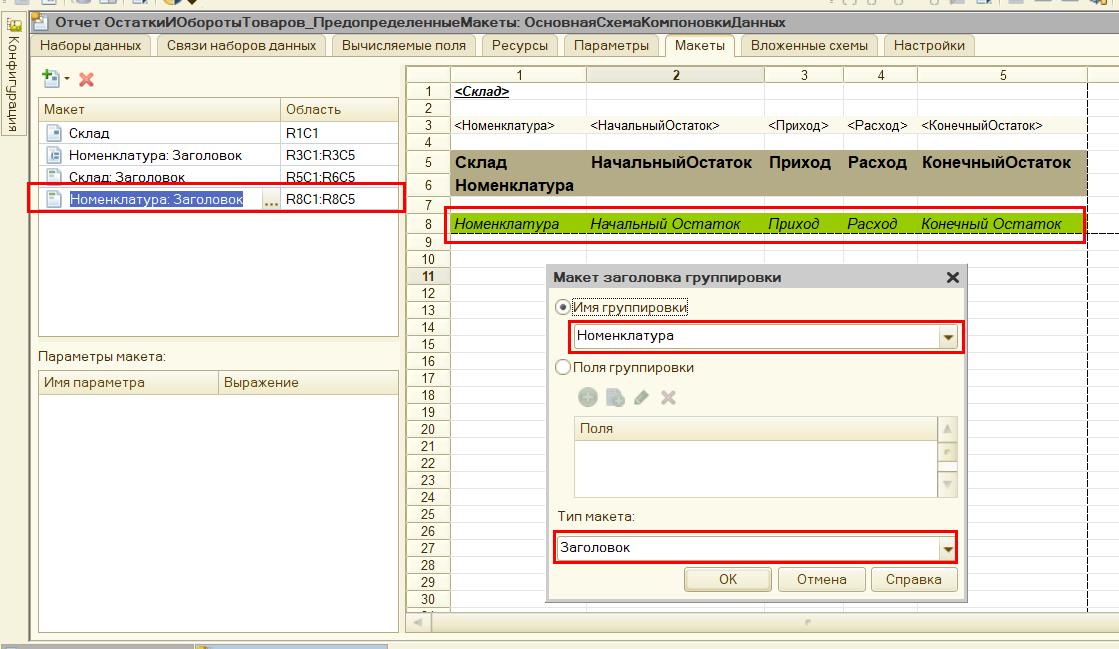 Отчет ОстаткиИОборотыТоваров_ПредопределенныеМакеты: ОсновнаяСхемаКомпоновкиДанных
Конфигурация
Наборы данных Связи наборов данных Вычисляемые поля Ресурсы Параметры Макеты Вложенные схемы Настройки
Макет Область
Склад R1C1
Номенклатура: Заголовок R3C1:R3C5
Склад: Заголовок R5C1:R6C5
Номенклатура: Заголовок ... R8C1:R8C5
Параметры макета:
Имя параметра Выражение
1 2 3 4 5
1 <Склад>
2
3 <Номенклатура> <НачальныйОстаток> <Приход> <Расход> <КонечныйОстаток>
4
5 Склад НачальныйОстаток Приход Расход КонечныйОстаток
6 Номенклатура
7
8 Номенклатура Начальный Остаток Приход Расход Конечный Остаток
9
10
11
12
13
14
15
16
17
18
19
20
21
22
23
24
25
26
27
28
29
30
Макет заголовка группировки
Имя группировки
Номенклатура
Поля группировки
Поля
Тип макета:
Заголовок
OK Отмена Справка